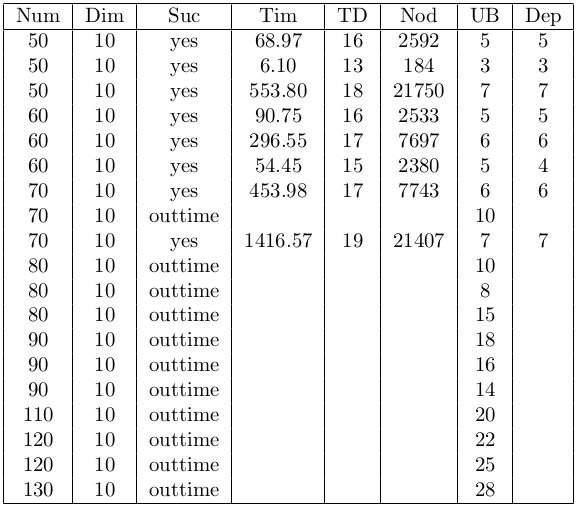 Num Dim Suc Tim TD Nod UB Dep
50 10 yes 68.97 16 2592 5 5
50 10 yes 6.10 13 184 3 3
50 10 yes 553.80 18 21750 7 7
60 10 yes 90.75 16 2533 5 5
60 10 yes 296.55 17 7697 6 6
60 10 yes 54.45 15 2380 5 4
70 10 yes 453.98 17 7743 6 6
70 10 outtime 10
70 10 yes 1416.57 19 21407 7 7
80 10 outtime 10
80 10 outtime 8
80 10 outtime 15
90 10 outtime 18
90 10 outtime 16
90 10 outtime 14
110 10 outtime 20
120 10 outtime 22
120 10 outtime 25
130 10 outtime 28